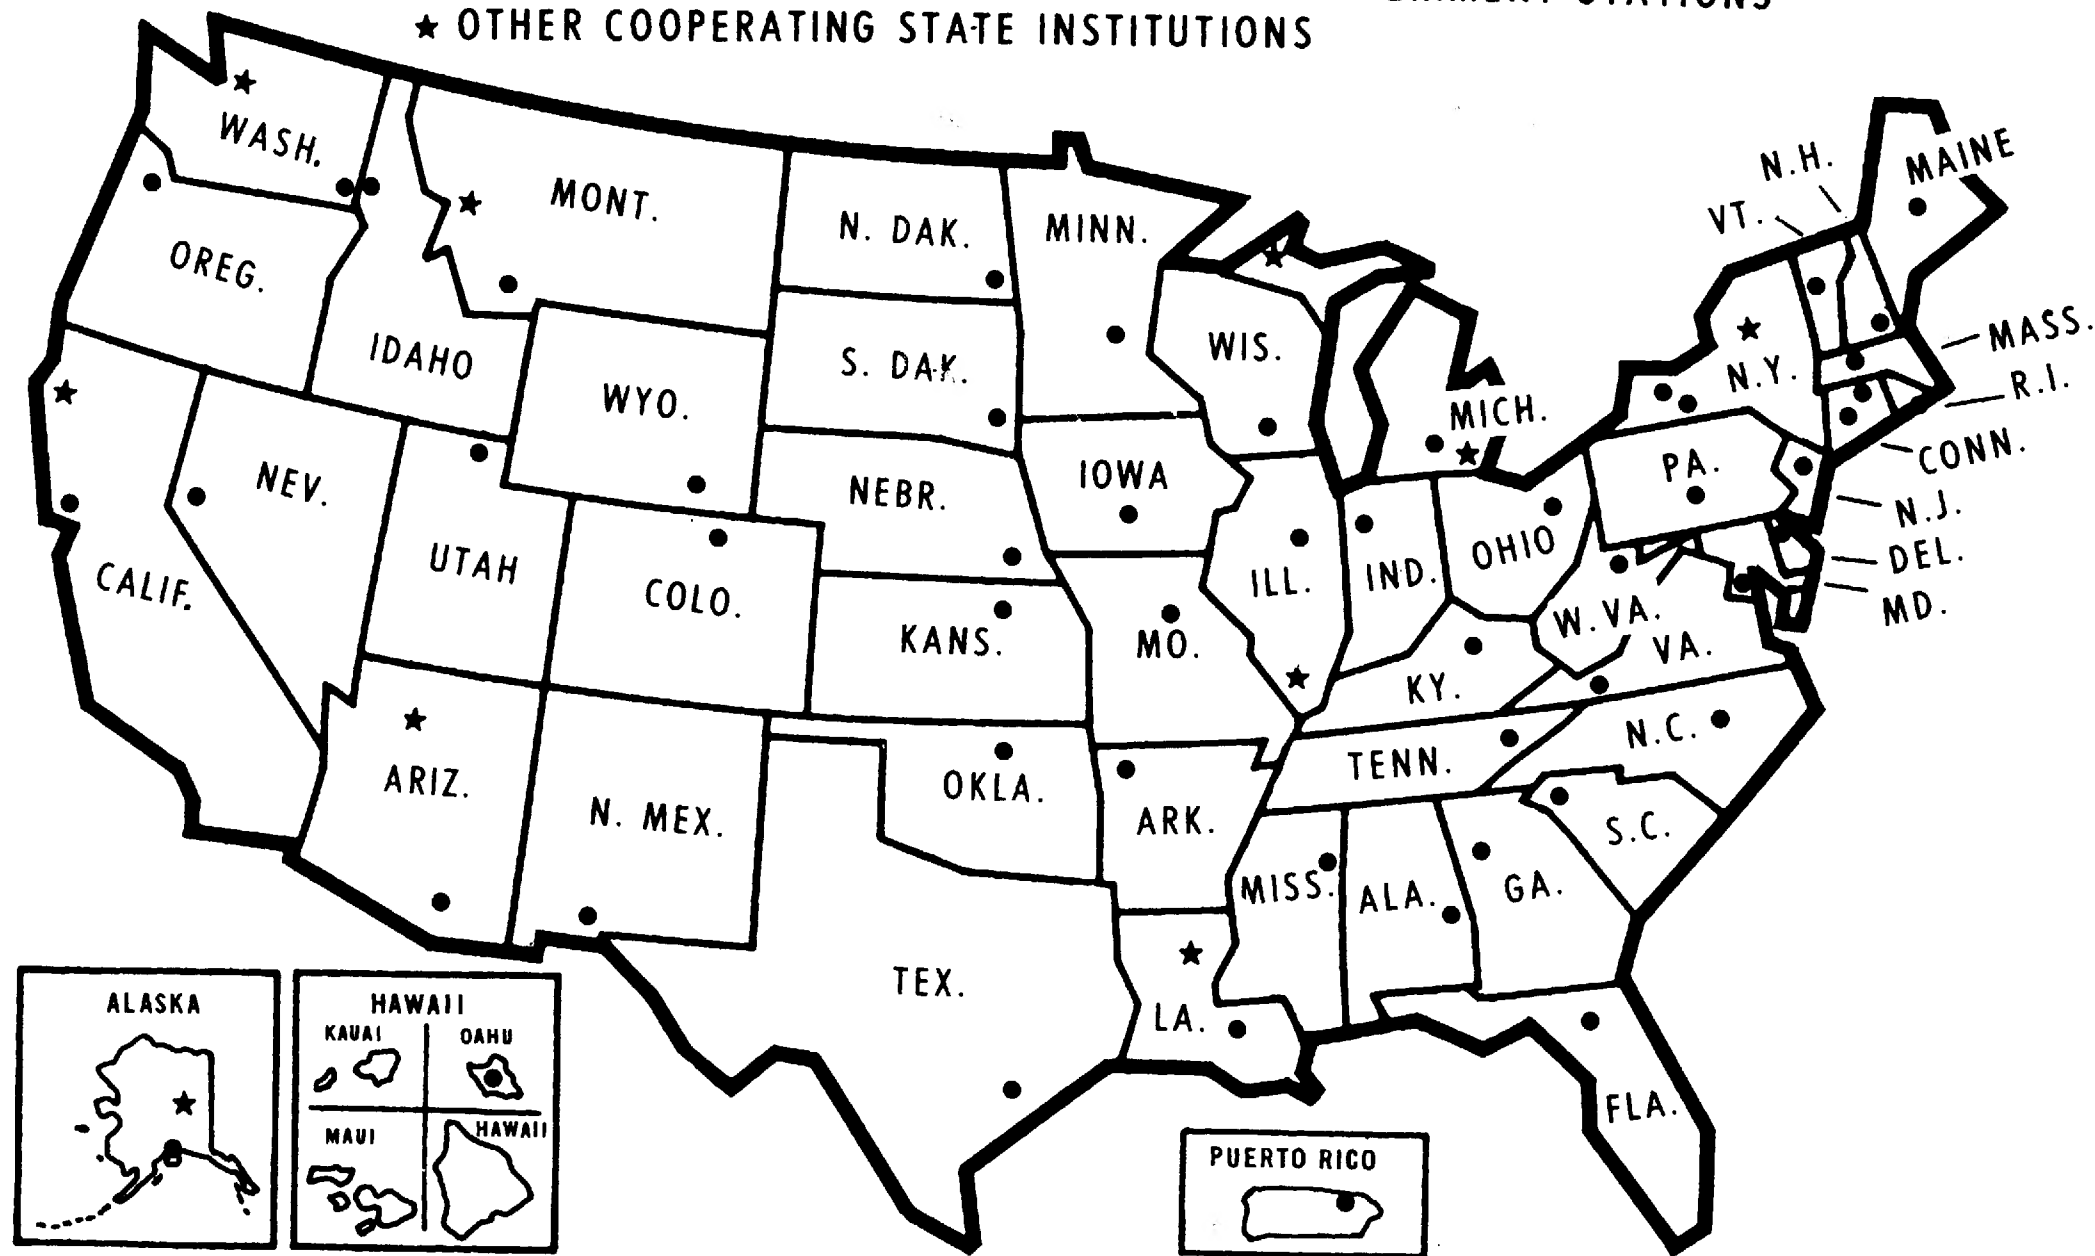 STATIONS
★ OTHER COOPERATING STATE INSTITUTIONS
WASH.
MONT.
N. DAK.
MINN.
N.H.
MAINE
VT.
OREG.
IDAHO
WYO.
S. DAK.
WIS.
MICH.
N.Y.
MASS.
R.I.
CONN.
NEV.
NEBR.
IOWA
PA.
N.J.
DEL.
MD.
CALIF.
UTAH
COLO.
KANS.
MO.
ILL.
IND.
OHIO
W. VA.
VA.
KY.
ARIZ.
N. MEX.
OKLA.
ARK.
TENN.
N.C.
S.C.
MISS.
ALA.
GA.
TEX.
LA.
FLA.
ALASKA
HAWAII
KAUAI
OAHU
MAUI
HAWAII
PUERTO RICO